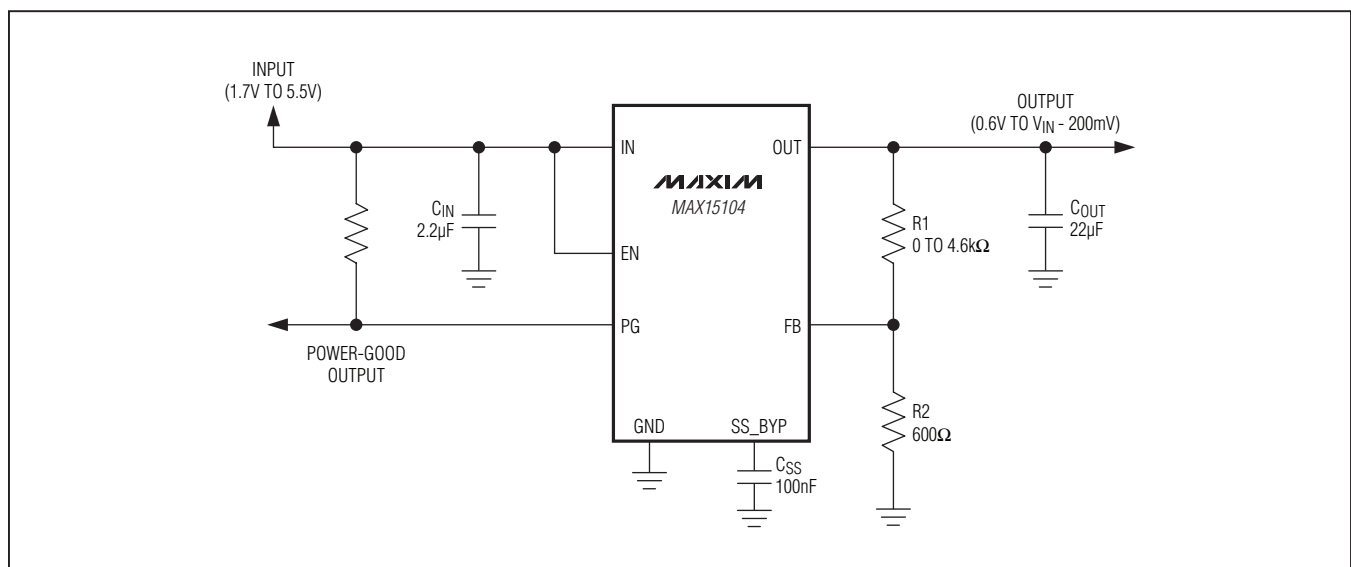 INPUT
(1.7V TO 5.5V)
CIN
2.2µF
POWER-GOOD
OUTPUT
IN
EN
PG
GND
SS_BYP
OUT
FB
MAXIM
MAX15104
CSS
100nF
OUTPUT
(0.6V TO VIN - 200mV)
R1
0 TO 4.6kΩ
COUT
22µF
R2
600Ω